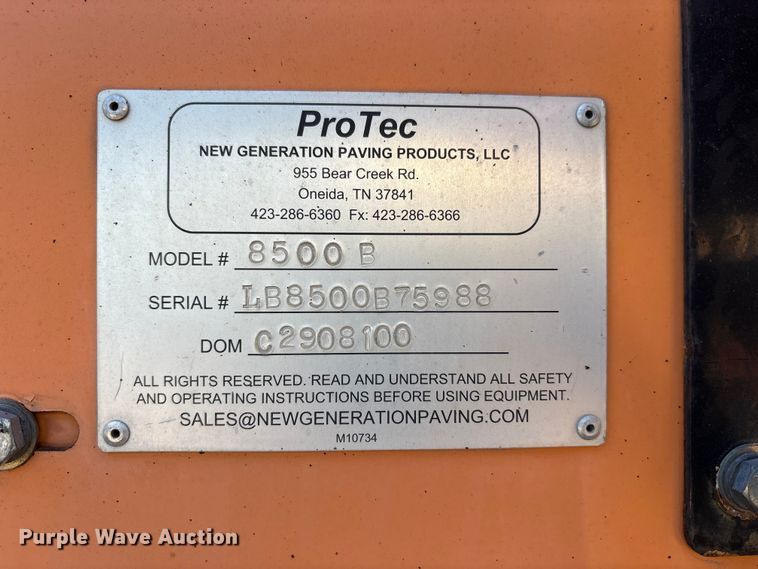 ProTec
NEW GENERATION PAVING PRODUCTS, LLC
955 Bear Creek Rd.
Oneida, TN 37841
423-286-6360 Fx: 423-286-6366
MODEL # 8500 B
SERIAL # LB8500B75988
DOM C2908100
ALL RIGHTS RESERVED. READ AND UNDERSTAND ALL SAFETY
AND OPERATING INSTRUCTIONS BEFORE USING EQUIPMENT.
SALES@NEWGENERATIONPAVING.COM
M10734
Purple Wave Auction